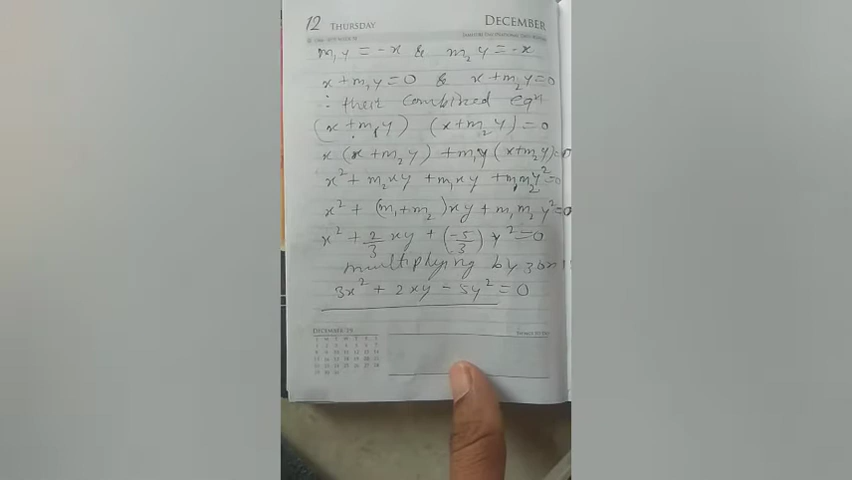 12 THURSDAY DECEMBER
m₁y = -x & m₂y = -x
x + m₁y = 0 & x + m₂y = 0
∴ their combined eqn
(x + m₁y) (x + m₂y) = 0
x (x + m₂y) + m₁y (x + m₂y) = 0
x² + m₂xy + m₁xy + m₁m₂y² = 0
x² + (m₁ + m₂)xy + m₁m₂y² = 0
x² + 2/3 xy + (-5/3) y² = 0
multiplying by 3 on
3x² + 2xy - 5y² = 0